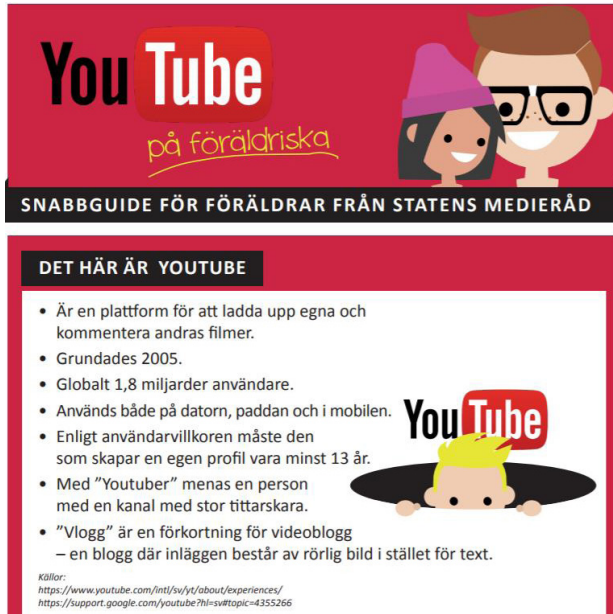 YouTube
på föräldriska
SNABBGUIDE FÖR FÖRÄLDRAR FRÅN STATENS MEDIERÅD
DET HÄR ÄR YOUTUBE
• Är en plattform för att ladda upp egna och
kommentera andras filmer.
• Grundades 2005.
• Globalt 1,8 miljarder användare.
• Används både på datorn, paddan och i mobilen.
• Enligt användarvillkoren måste den
som skapar en egen profil vara minst 13 år.
• Med ”Youtuber” menas en person
med en kanal med stor tittarskara.
• ”Vlogg” är en förkortning för videoblogg
– en blogg där inläggen består av rörlig bild i stället för text.
YouTube
Källor:
https://www.youtube.com/intl/sv/yt/about/experiences/
https://support.google.com/youtube?hl=sv#topic=4355266